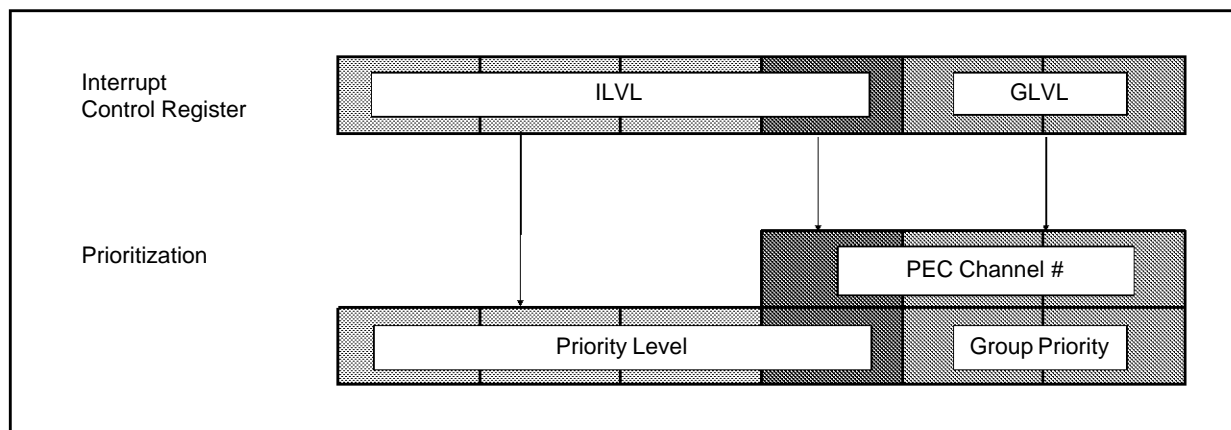 Interrupt
Control Register
ILVL
GLVL
Prioritization
PEC Channel #
Priority Level
Group Priority